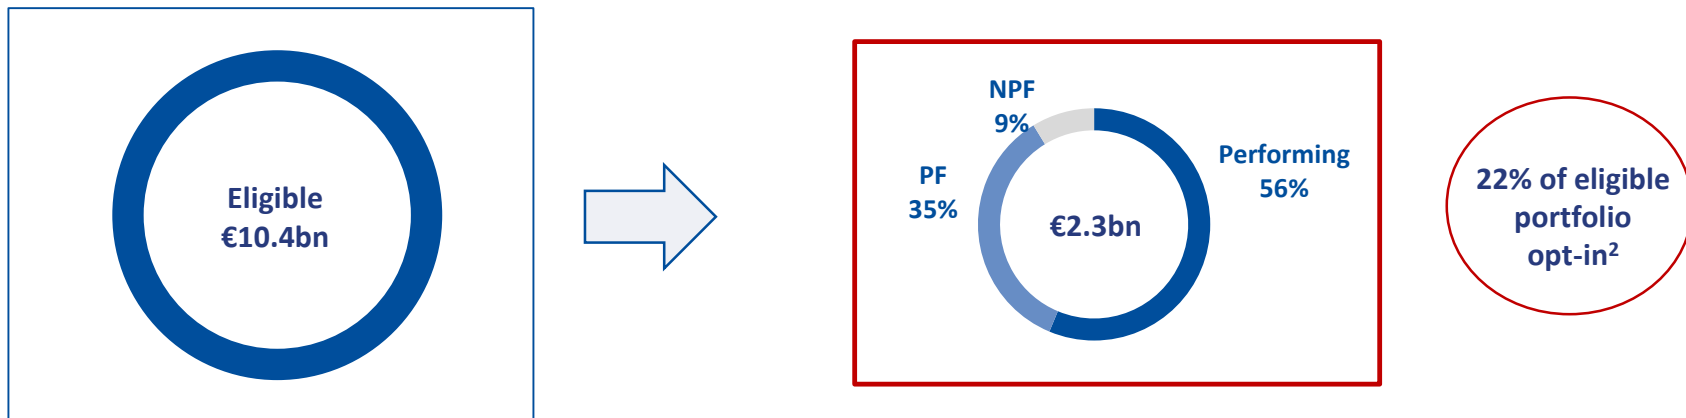 Eligible
€10.4bn
NPF
9%
PF
35%
Performing
56%
€2.3bn
22% of eligible
portfolio
opt-in²